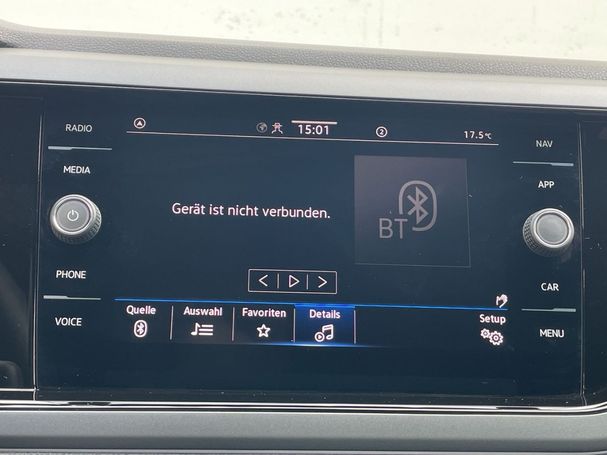 RADIO
MEDIA
PHONE
VOICE
15:01
2
17.5°C
Gerät ist nicht verbunden.
BT
Quelle
Auswahl
Favoriten
Details
Setup
NAV
APP
CAR
MENU